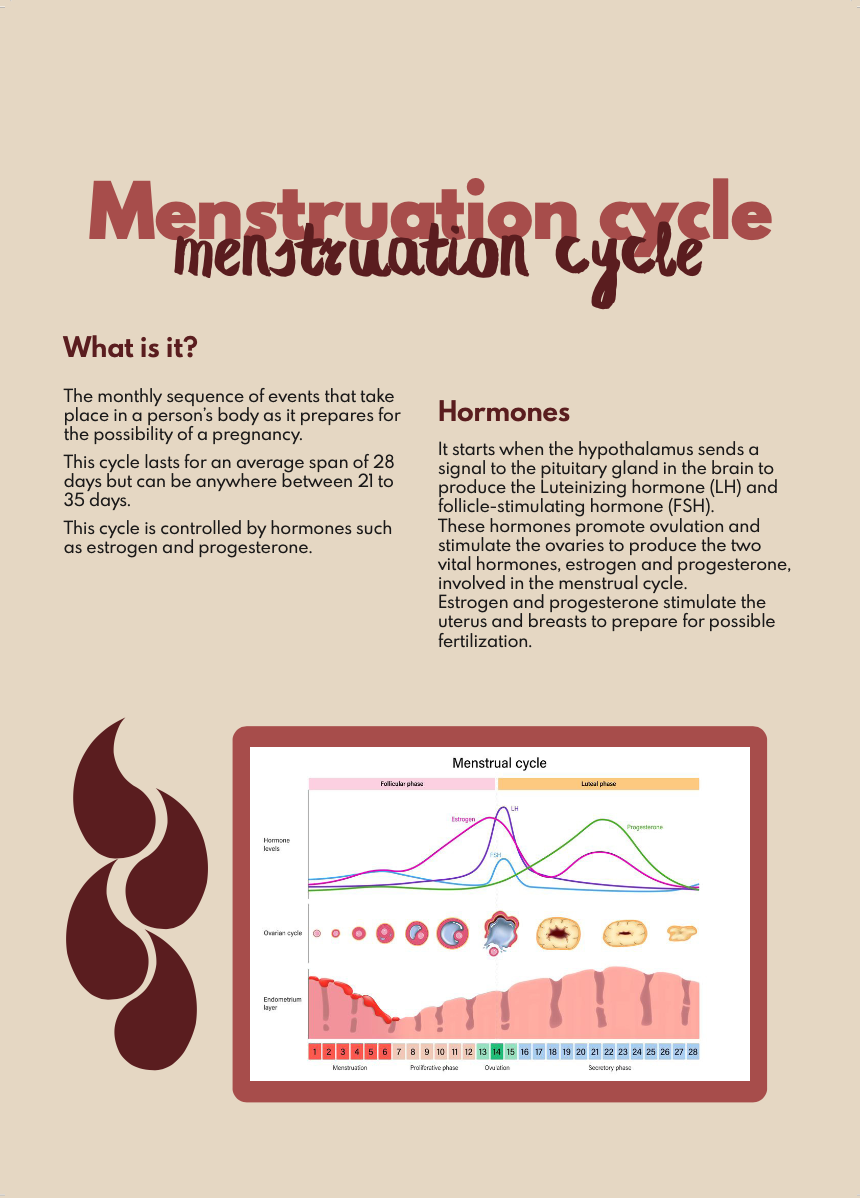 Menstruation cycle
menstruation cycle
What is it?
The monthly sequence of events that take
place in a person's body as it prepares for
the possibility of a pregnancy.
This cycle lasts for an average span of 28
days but can be anywhere between 21 to
35 days.
This cycle is controlled by hormones such
as estrogen and progesterone.
Hormones
It starts when the hypothalamus sends a
signal to the pituitary gland in the brain to
produce the Luteinizing hormone (LH) and
follicle-stimulating hormone (FSH).
These hormones promote ovulation and
stimulate the ovaries to produce the two
vital hormones, estrogen and progesterone,
involved in the menstrual cycle.
Estrogen and progesterone stimulate the
uterus and breasts to prepare for possible
fertilization.
Menstrual cycle
Follicular phase Luteal phase
LH
Estrogen
Progesterone
Hormone
levels
FSH
Ovarian cycle
Endometrium
layer
1 2 3 4 5 6 7 8 9 10 11 12 13 14 15 16 17 18 19 20 21 22 23 24 25 26 27 28
Menstruation Proliferative phase Ovulation Secretory phase